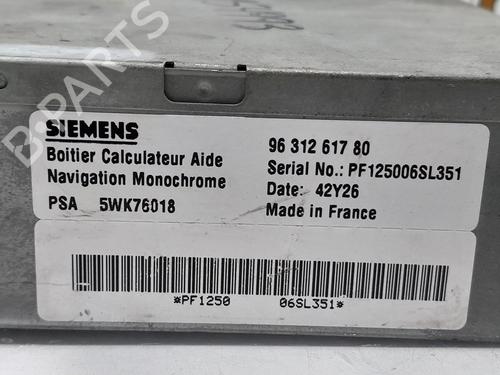 B-PARTS
SIEMENS
Boitier Calculateur Aide
Navigation Monochrome
PSA 5WK76018
96 312 617 80
Serial No.: PF125006SL351
Date: 42Y26
Made in France
*PF1250 06SL351*